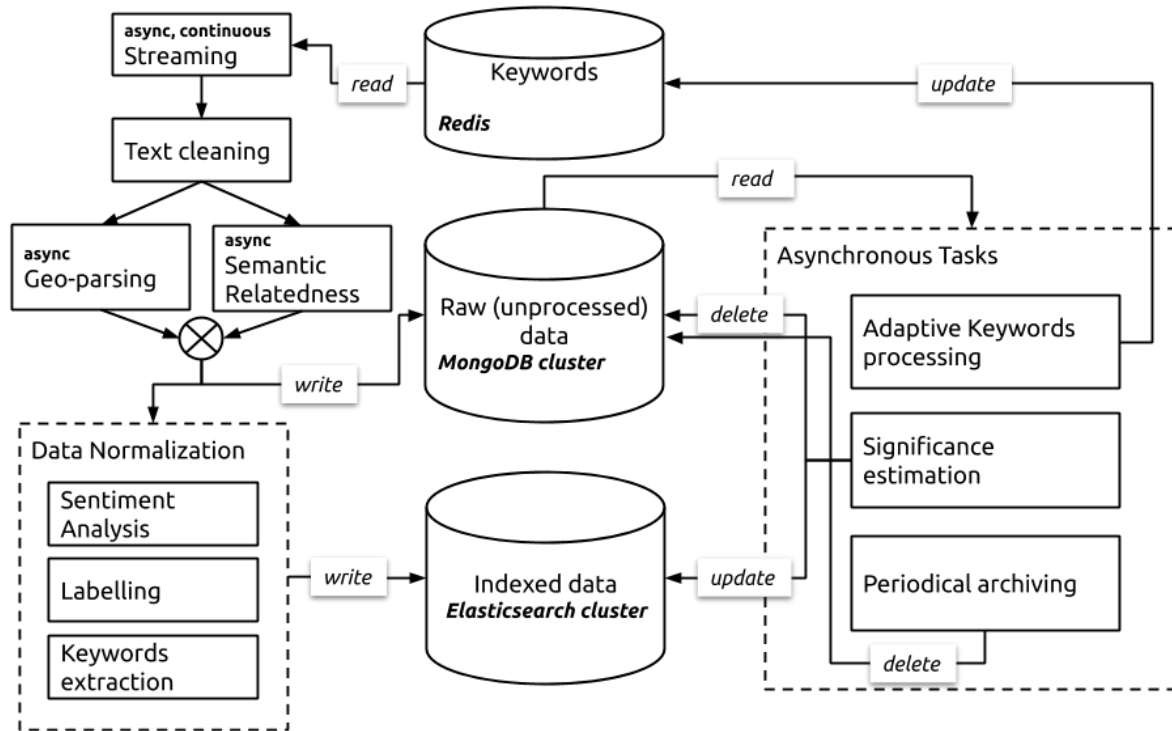 async, continuous
Streaming
read
Keywords
Redis
update
Text cleaning
read
async
Geo-parsing
async
Semantic
Relatedness
write
Raw (unprocessed)
data
MongoDB cluster
delete
Asynchronous Tasks
Adaptive Keywords
processing
Significance
estimation
Periodical archiving
delete
Data Normalization
Sentiment
Analysis
Labelling
Keywords
extraction
write
Indexed data
Elasticsearch cluster
update